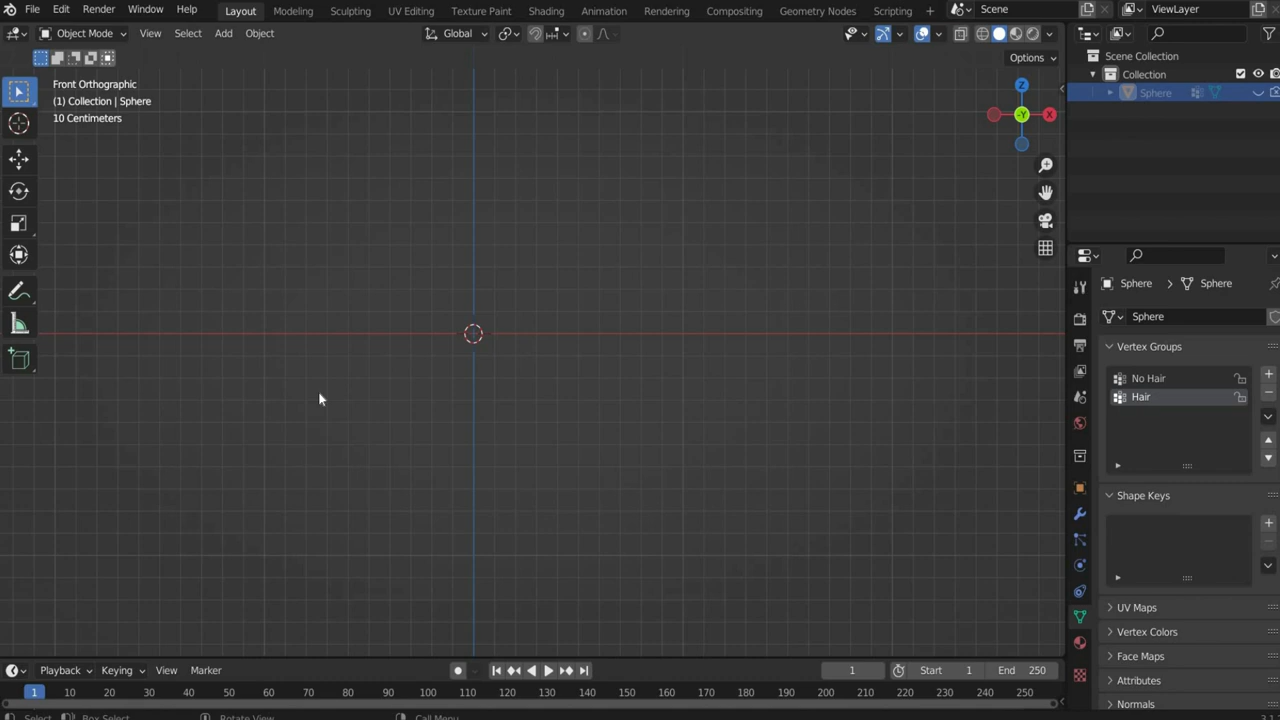 File Edit Render Window Help Layout Modeling Sculpting UV Editing Texture Paint Shading Animation Rendering Compositing Geometry Nodes Scripting + Scene ViewLayer
Object Mode View Select Add Object Global
Options
Front Orthographic
(1) Collection | Sphere
10 Centimeters
Z
X
-Y
Scene Collection
Collection
Sphere
Sphere > Sphere
Sphere
Vertex Groups
No Hair
Hair
Shape Keys
UV Maps
Vertex Colors
Face Maps
Attributes
Normals
Playback Keying View Marker 1 Start 1 End 250
1 10 20 30 40 50 60 70 80 90 100 110 120 130 140 150 160 170 180 190 200 210 220 230 240 250
Select Box Select Rotate View Call Menu